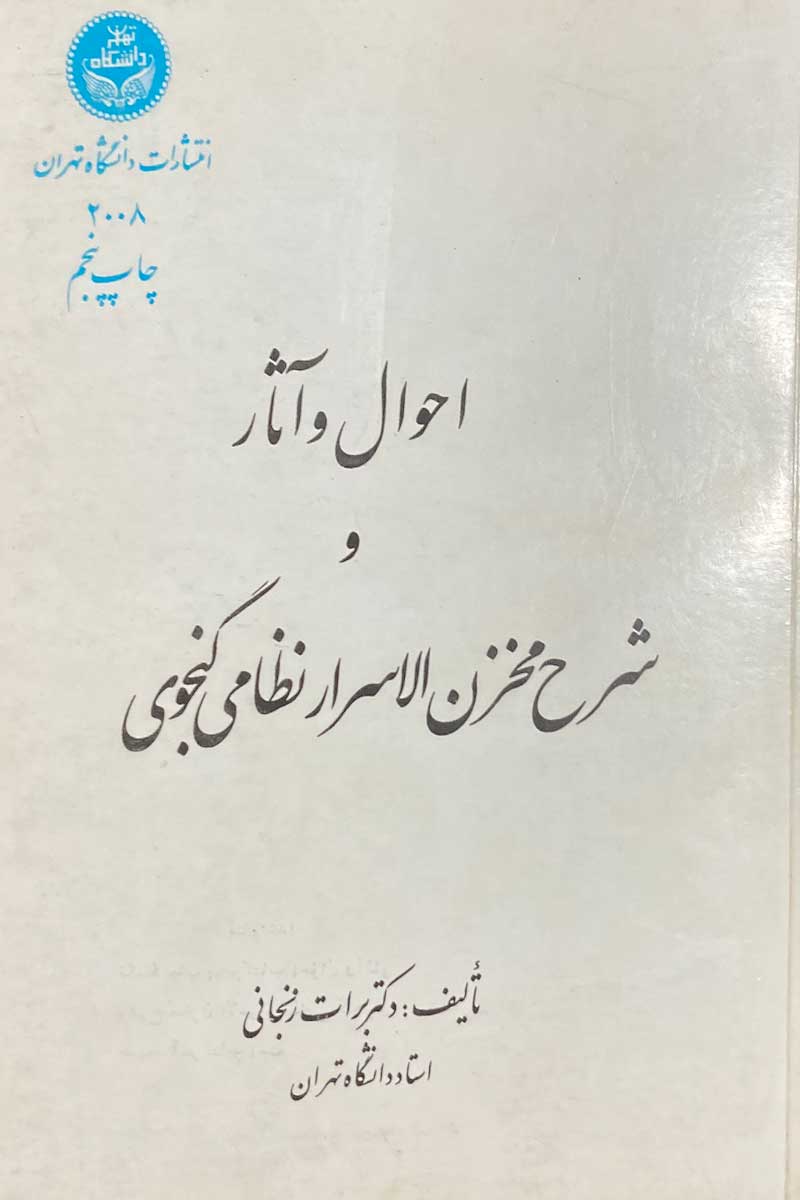 دانشگاه تهران
انتشارات دانشگاه تهران
۲۰۰۸
چاپ پنجم
احوال و آثار
و
شرح مخزن الاسرار نظامی گنجوی
تألیف: دکتر برات زنجانی
استاد دانشگاه تهران